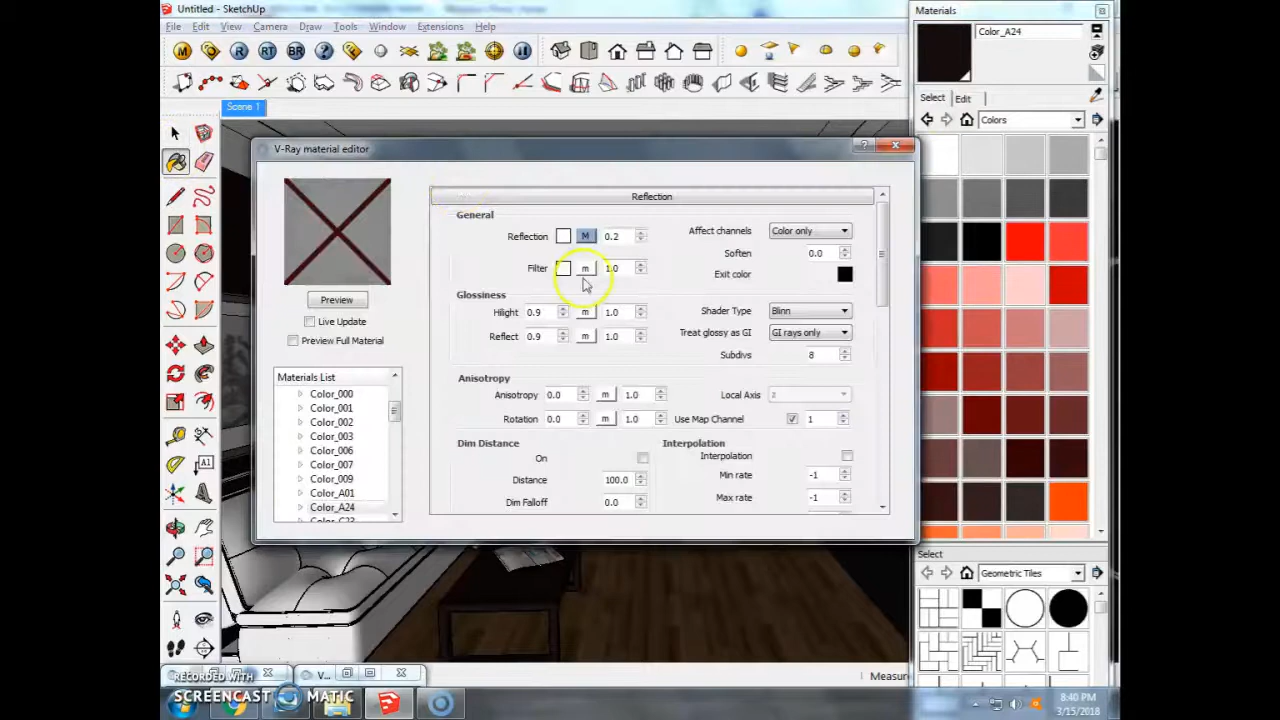 Untitled - SketchUp
File Edit View Camera Draw Tools Window Extensions Help
M R RT BR ?
Scene 1
Materials
Color_A24
Select Edit
Colors
V-Ray material editor
?
Reflection
General
Reflection M 0.2
Affect channels Color only
Soften 0.0
Filter m 1.0
Exit color
Glossiness
Hilight 0.9 m 1.0
Shader Type Blinn
Reflect 0.9 m 1.0
Treat glossy as GI GI rays only
Subdivs 8
Anisotropy
Anisotropy 0.0 m 1.0
Local Axis z
Rotation 0.0 m 1.0
Use Map Channel 1
Dim Distance
Interpolation
On
Interpolation
Distance 100.0
Min rate -1
Dim Falloff 0.0
Max rate -1
Preview
Live Update
Preview Full Material
Materials List
Color_000
Color_001
Color_002
Color_003
Color_006
Color_007
Color_009
Color_A01
Color_A24
Color_C23
A1
Select
Geometric Tiles
V...
Measure
RECORDED WITH
SCREENCAST MATIC
8:40 PM
3/15/2018